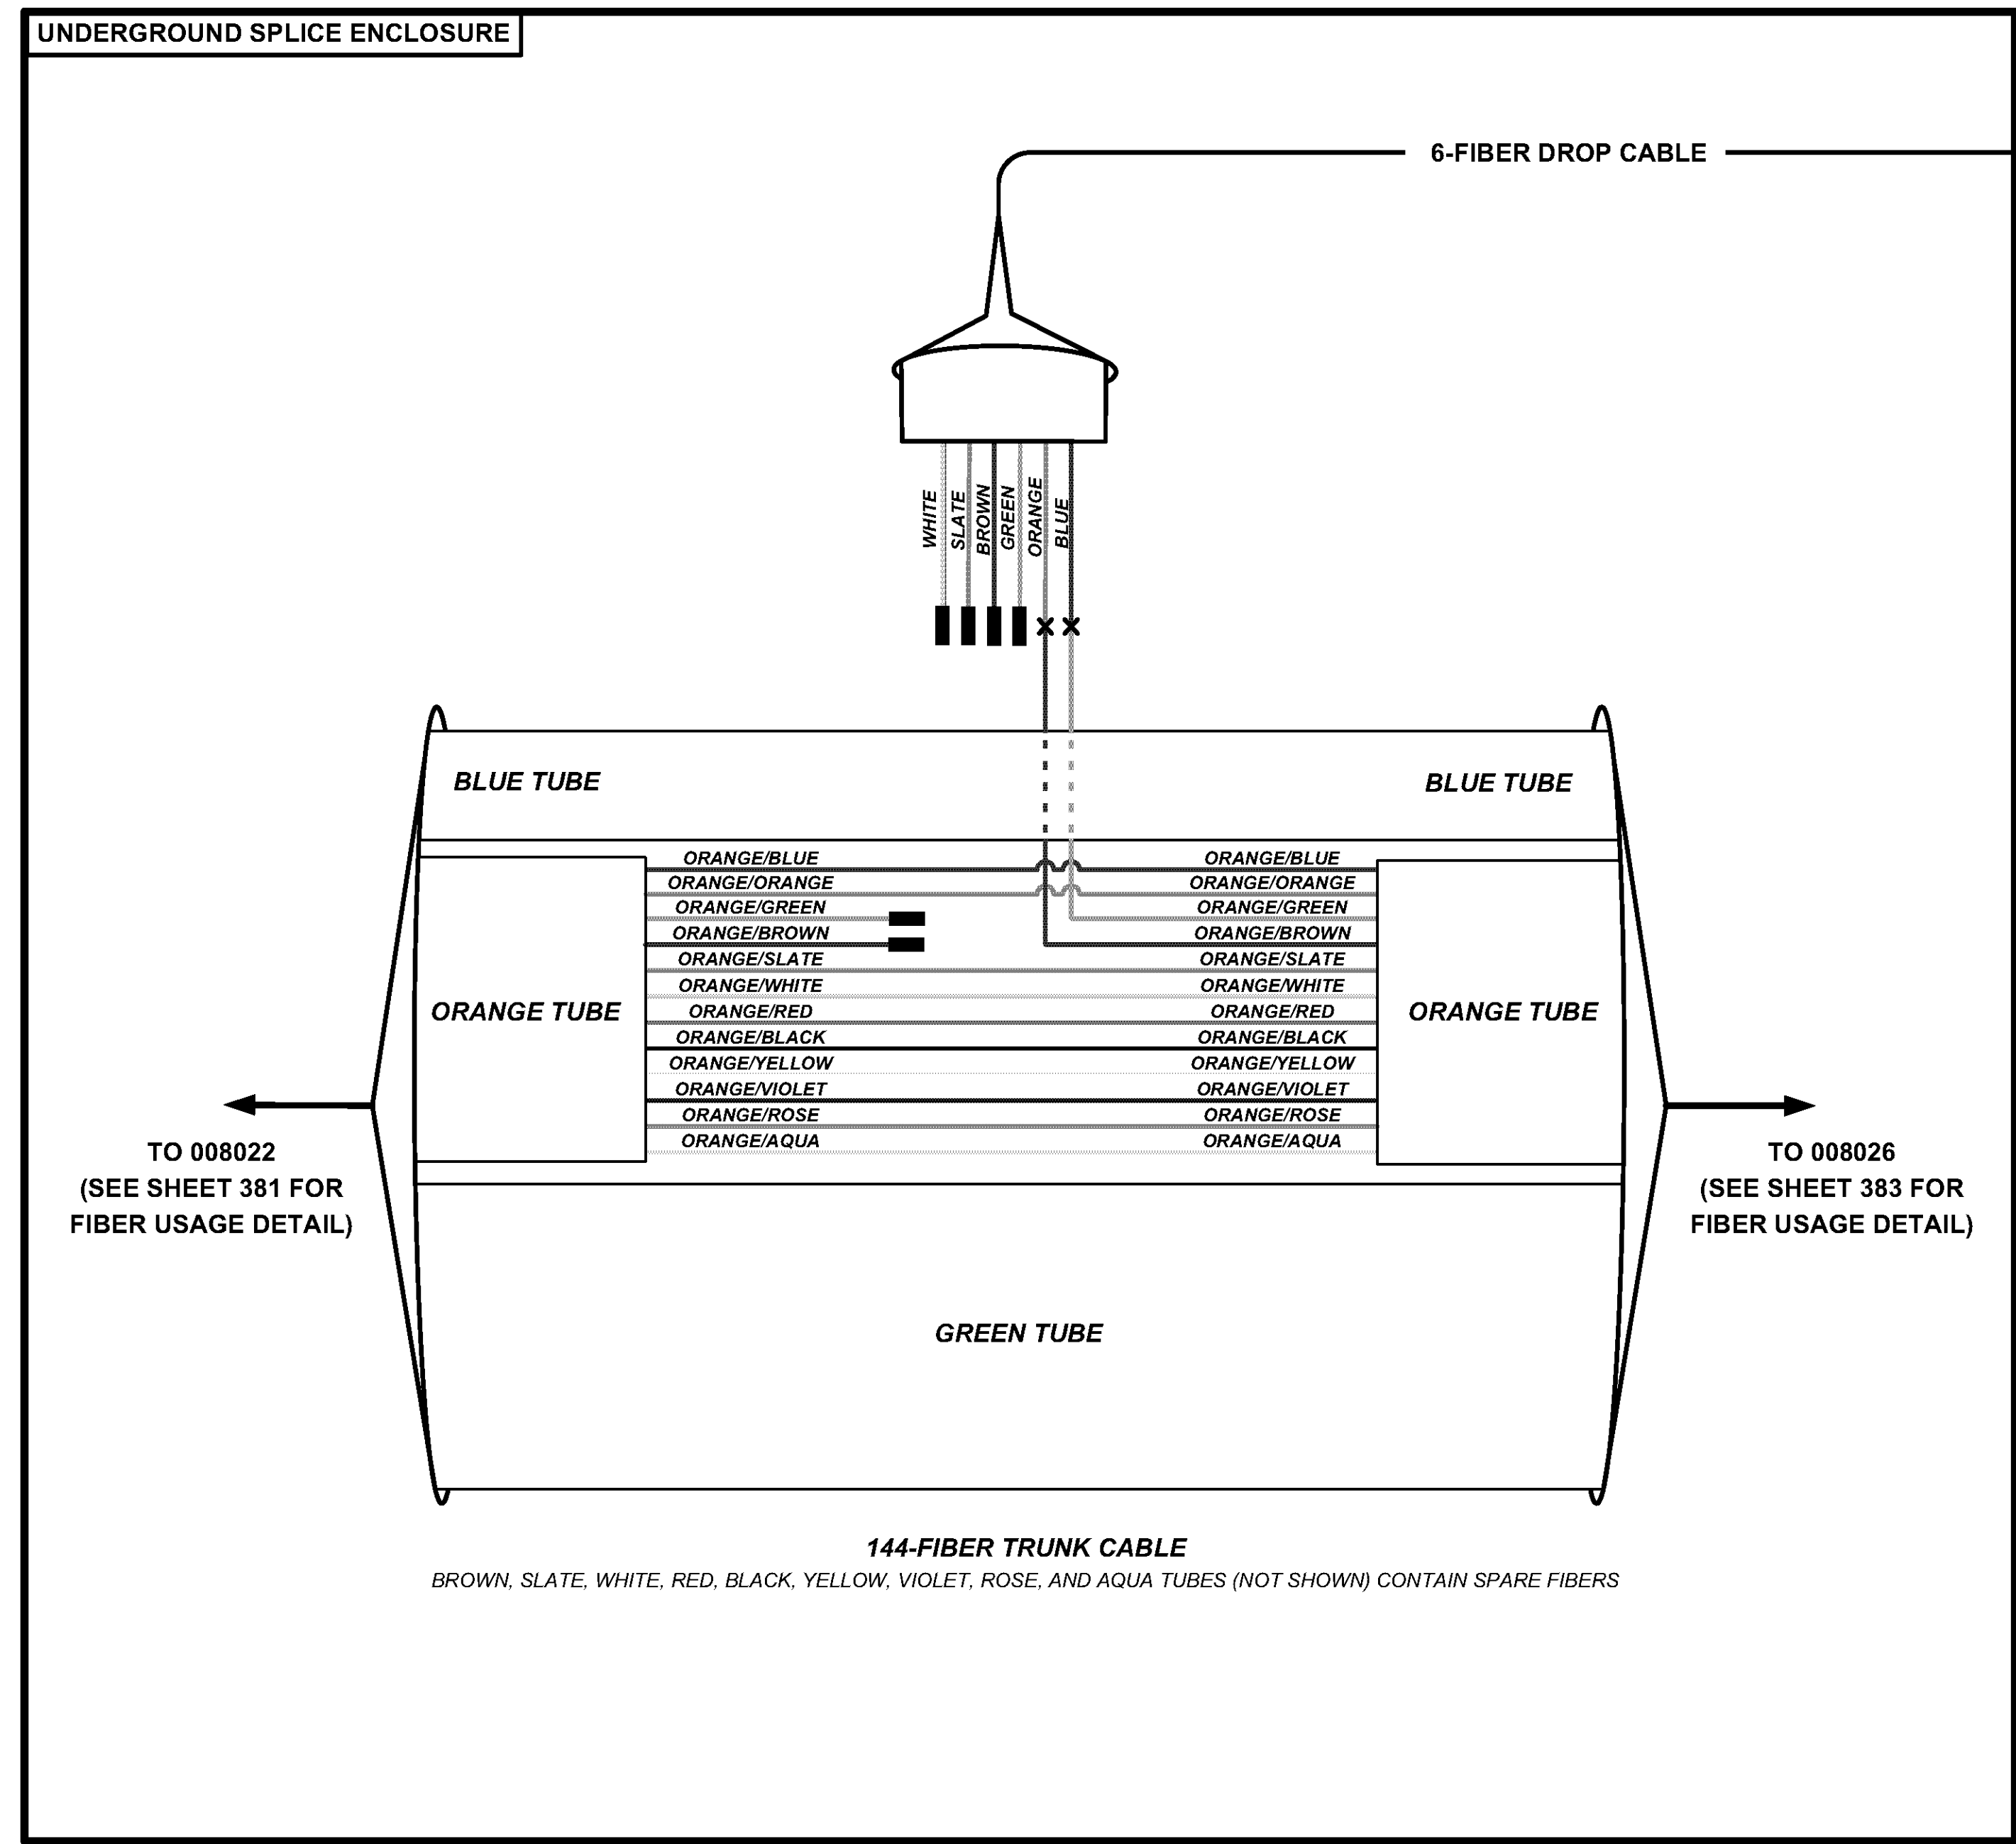 UNDERGROUND SPLICE ENCLOSURE
6-FIBER DROP CABLE
WHITE
SLATE
BROWN
GREEN
ORANGE
BLUE
BLUE TUBE
BLUE TUBE
ORANGE/BLUE
ORANGE/BLUE
ORANGE/ORANGE
ORANGE/ORANGE
ORANGE/GREEN
ORANGE/GREEN
ORANGE/BROWN
ORANGE/BROWN
ORANGE/SLATE
ORANGE/SLATE
ORANGE/WHITE
ORANGE/WHITE
ORANGE TUBE
ORANGE/RED
ORANGE/RED
ORANGE TUBE
ORANGE/BLACK
ORANGE/BLACK
ORANGE/YELLOW
ORANGE/YELLOW
ORANGE/VIOLET
ORANGE/VIOLET
ORANGE/ROSE
ORANGE/ROSE
ORANGE/AQUA
ORANGE/AQUA
TO 008022
(SEE SHEET 381 FOR
FIBER USAGE DETAIL)
TO 008026
(SEE SHEET 383 FOR
FIBER USAGE DETAIL)
GREEN TUBE
144-FIBER TRUNK CABLE
BROWN, SLATE, WHITE, RED, BLACK, YELLOW, VIOLET, ROSE, AND AQUA TUBES (NOT SHOWN) CONTAIN SPARE FIBERS